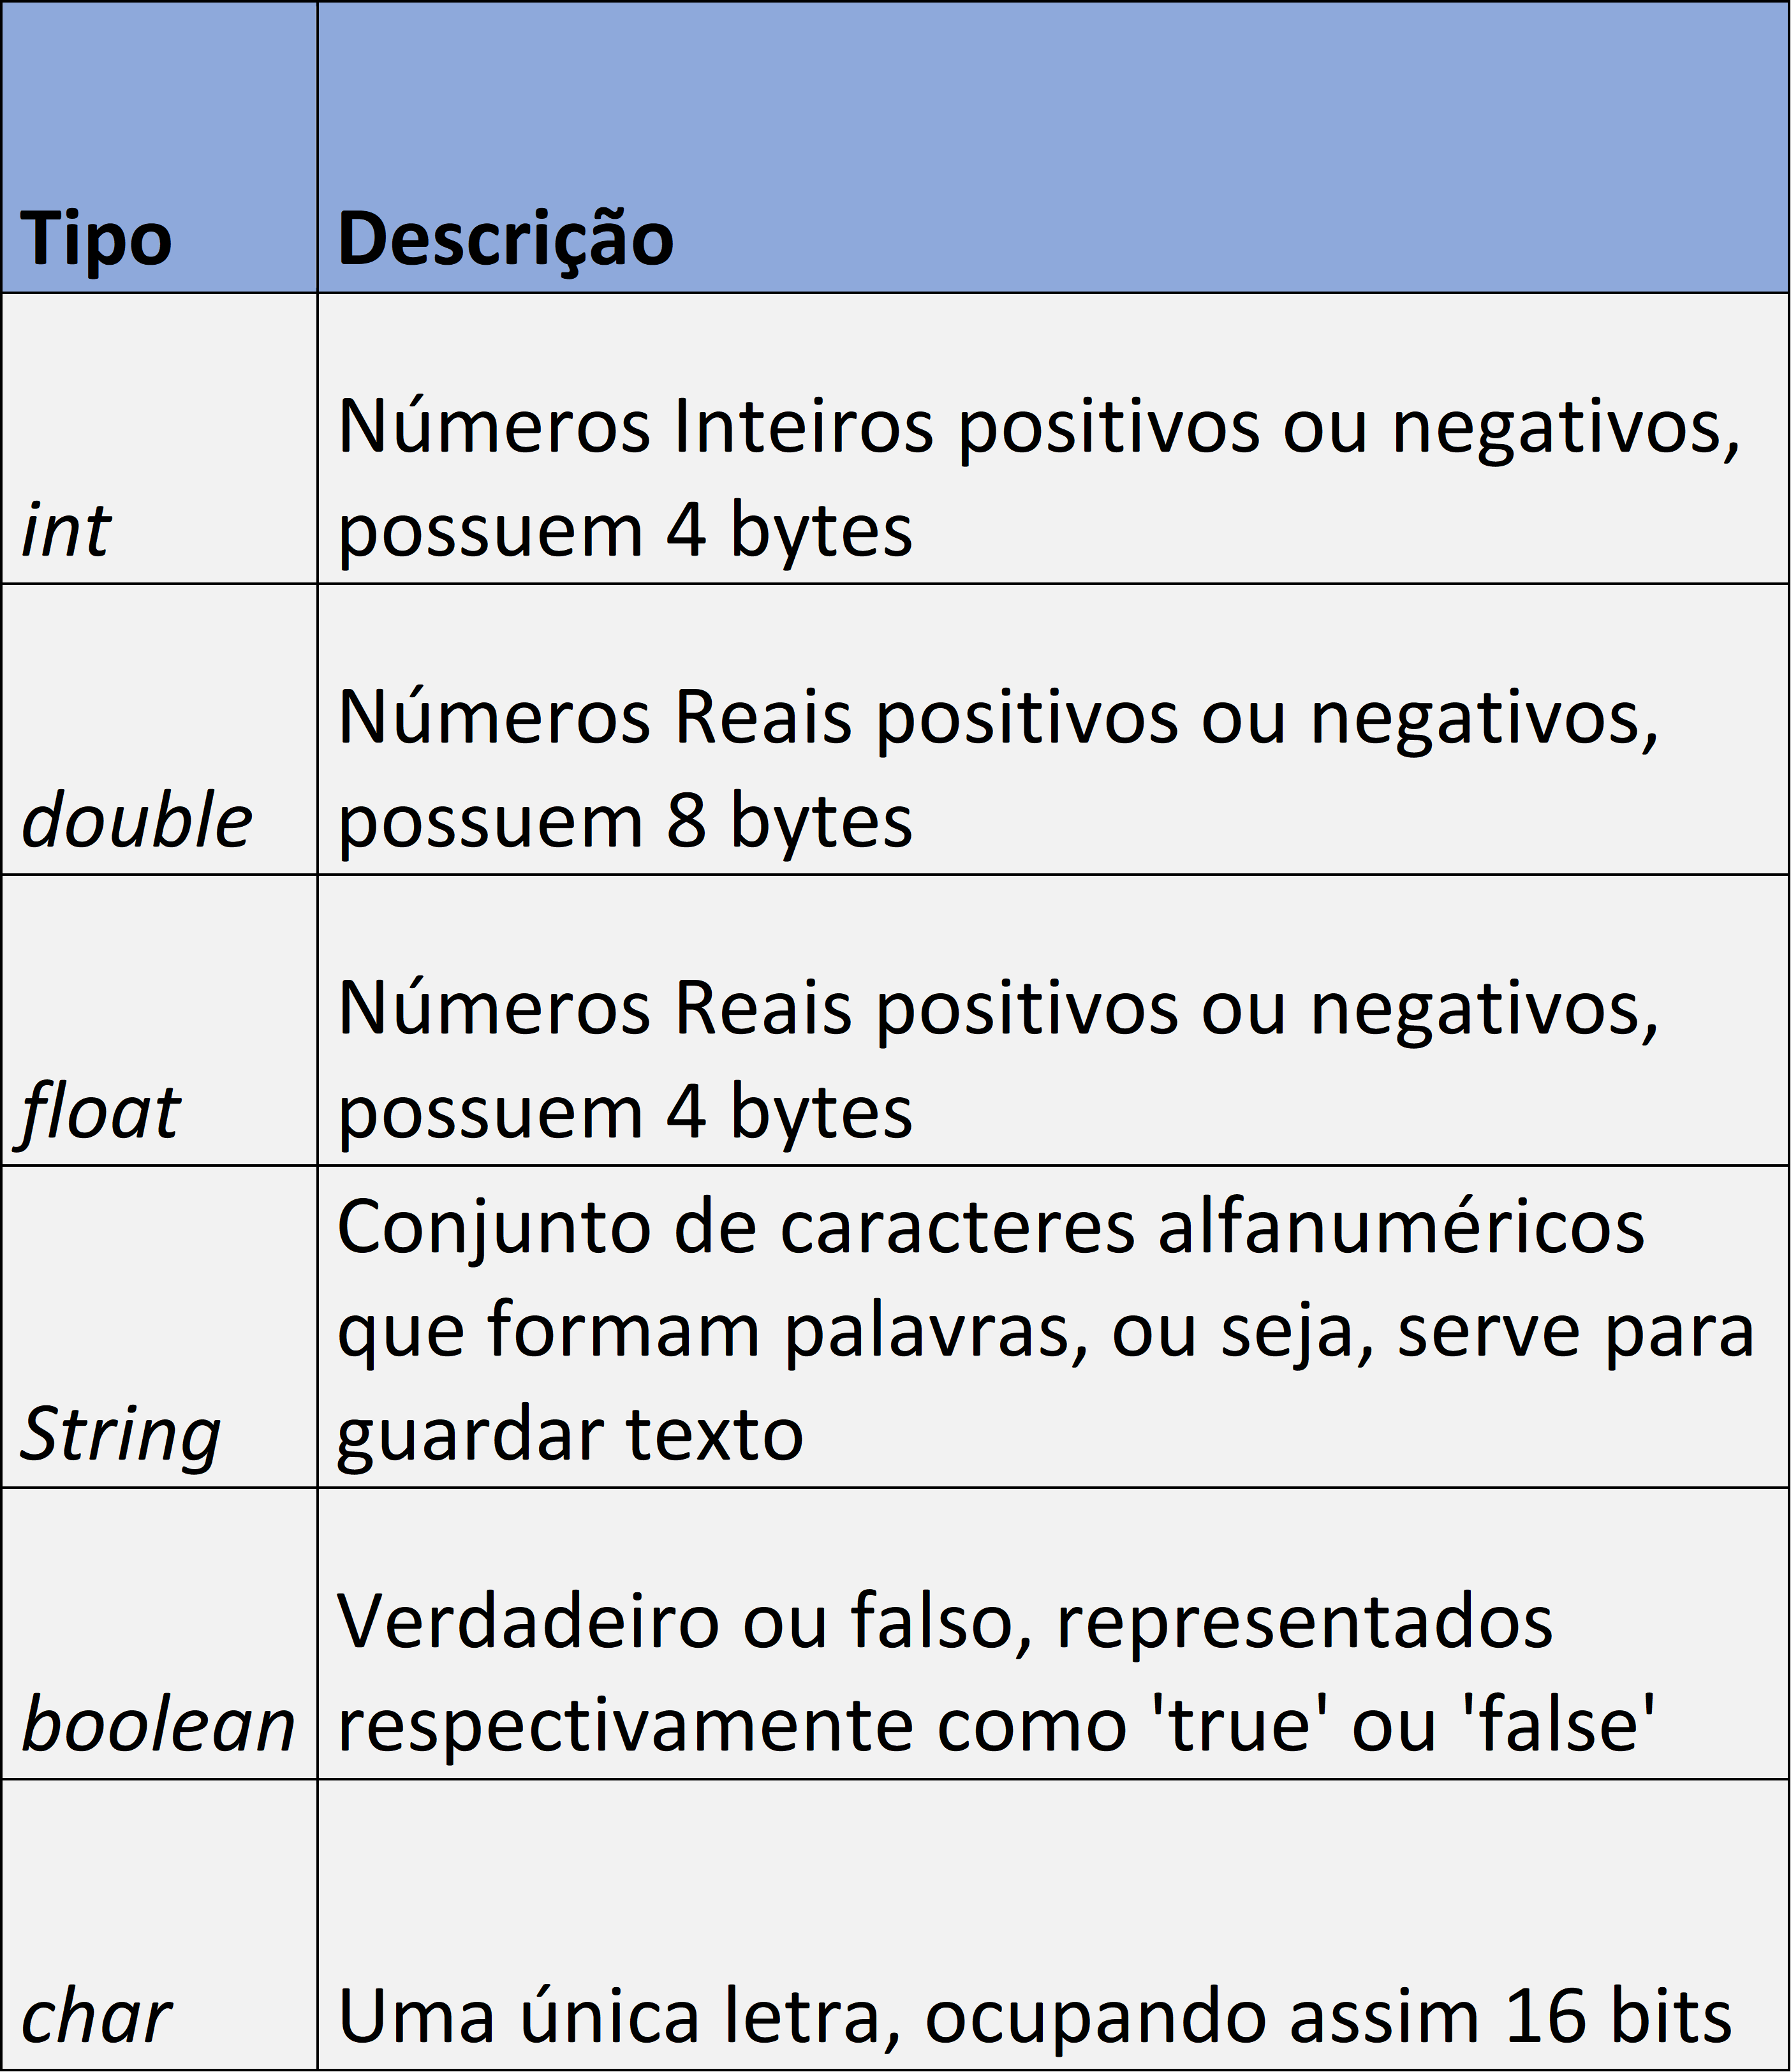 Tipo
Descrição
int
Números Inteiros positivos ou negativos,
possuem 4 bytes
double
Números Reais positivos ou negativos,
possuem 8 bytes
float
Números Reais positivos ou negativos,
possuem 4 bytes
String
Conjunto de caracteres alfanuméricos
que formam palavras, ou seja, serve para
guardar texto
boolean
Verdadeiro ou falso, representados
respectivamente como 'true' ou 'false'
char
Uma única letra, ocupando assim 16 bits